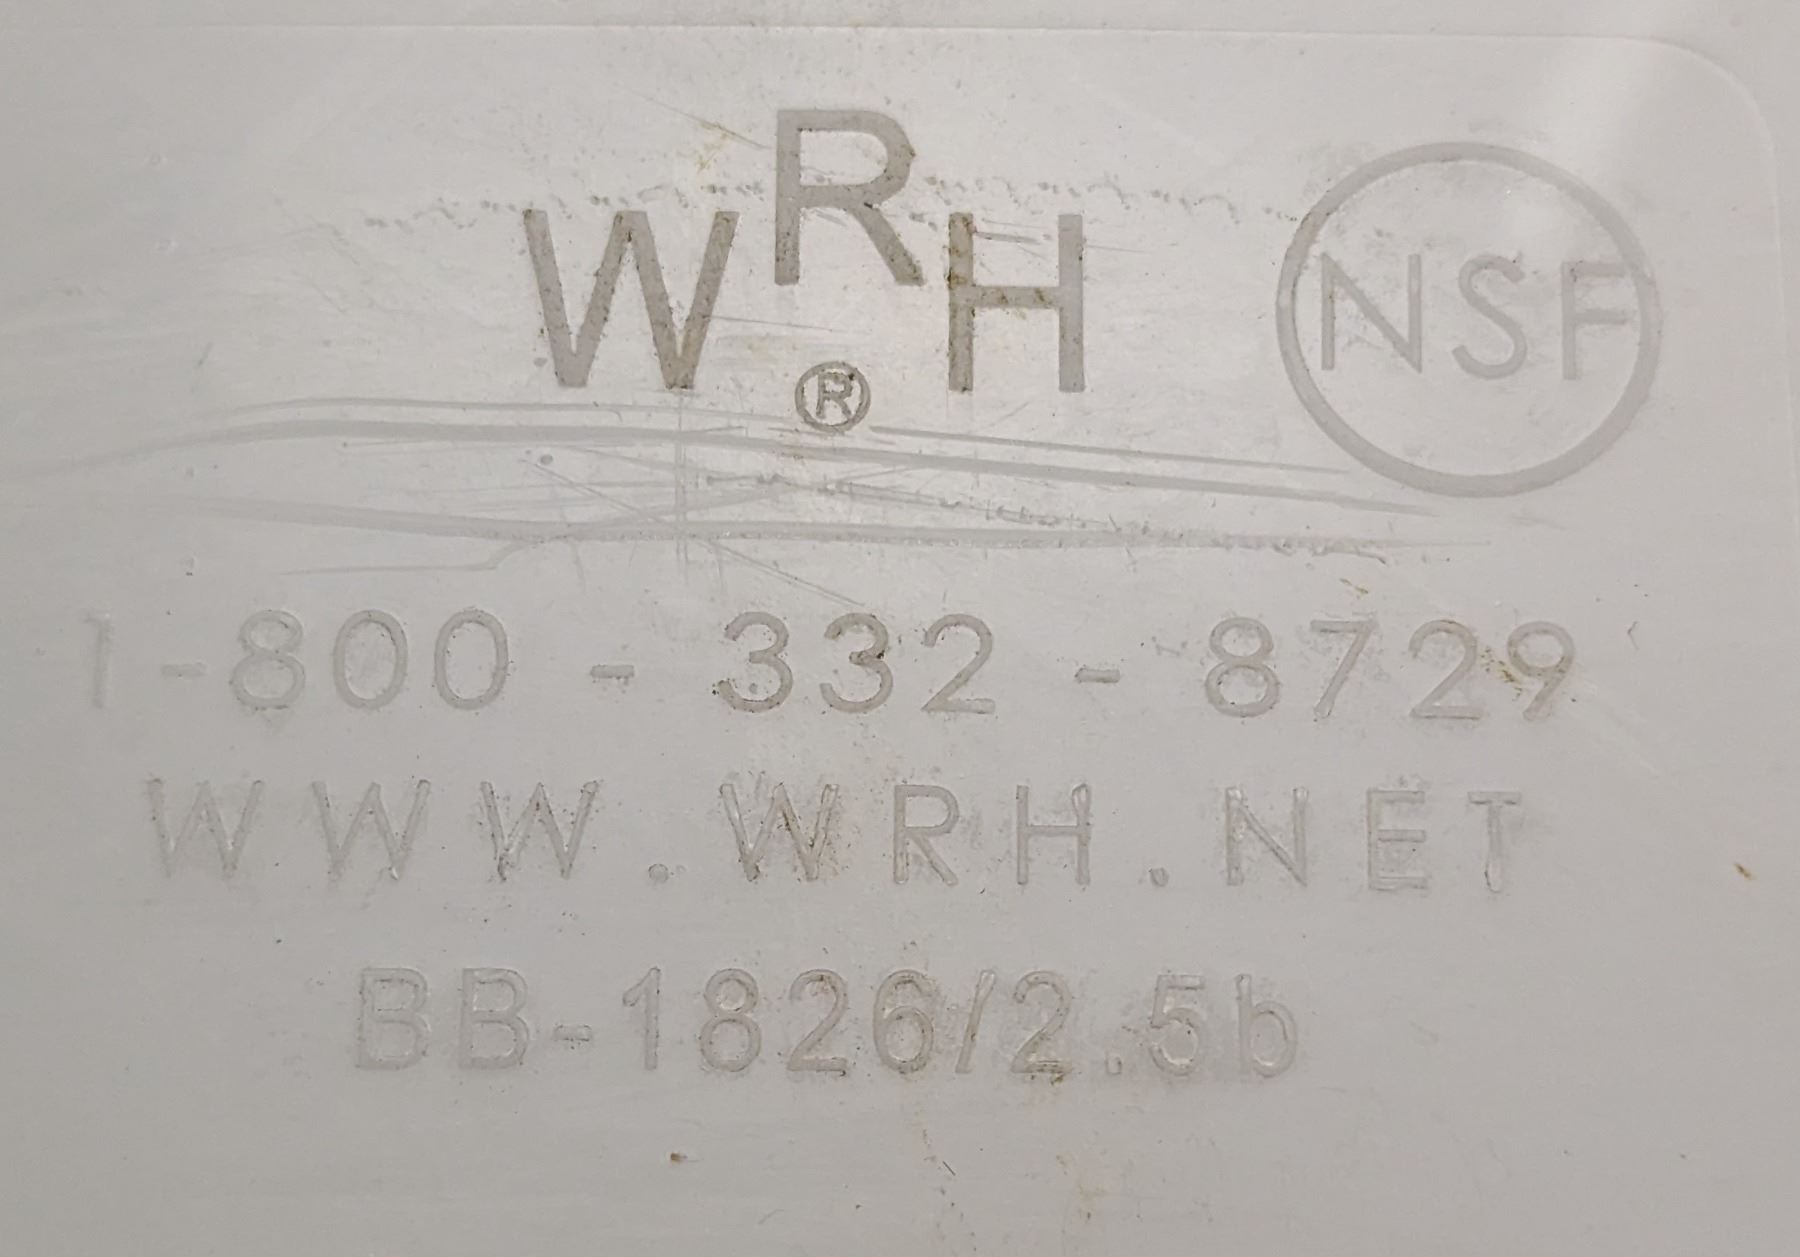 WRH® NSF
1-800-332-8729
WWW.WRH.NET
BB-1826/2.5b